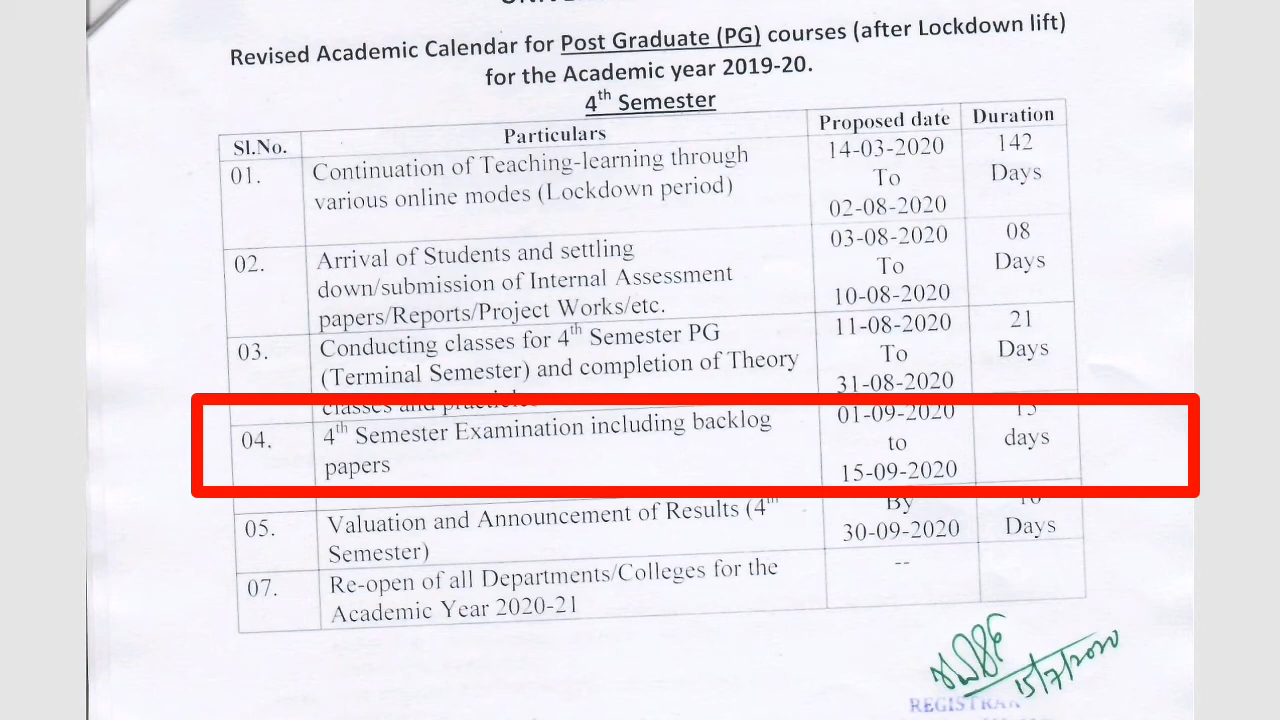 Revised Academic Calendar for Post Graduate (PG) courses (after Lockdown lift)
for the Academic year 2019-20.
4th Semester
Sl.No. Particulars Proposed date Duration
01. Continuation of Teaching-learning through various online modes (Lockdown period) 14-03-2020 To 02-08-2020 142 Days
02. Arrival of Students and settling down/submission of Internal Assessment papers/Reports/Project Works/etc. 03-08-2020 To 10-08-2020 08 Days
03. Conducting classes for 4th Semester PG (Terminal Semester) and completion of Theory classes and 11-08-2020 To 31-08-2020 21 Days
04. 4th Semester Examination including backlog papers 01-09-2020 to 15-09-2020 15 days
05. Valuation and Announcement of Results (4th Semester) By 30-09-2020 Days
07. Re-open of all Departments/Colleges for the Academic Year 2020-21 --
15/7/2020